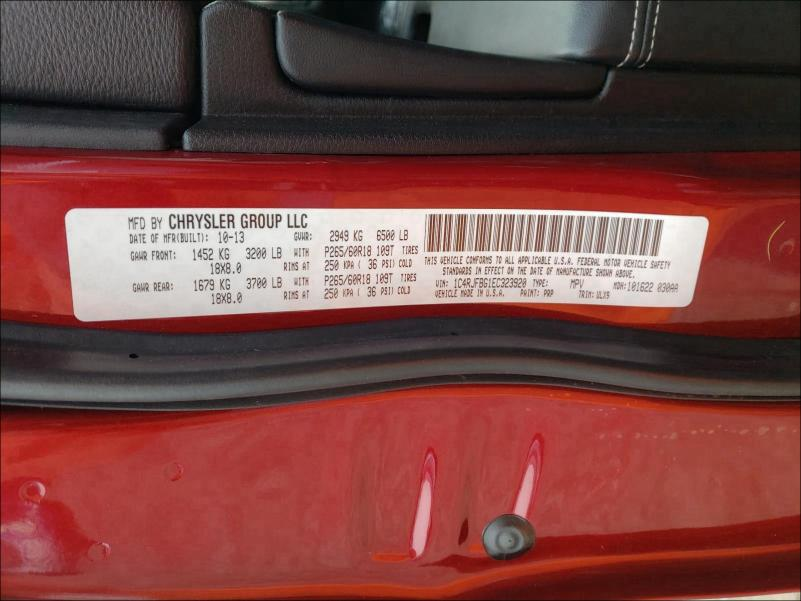 MFD BY CHRYSLER GROUP LLC
DATE OF MFR(BUILT): 10-13 GVWR: 2949 KG 6500 LB
GAWR FRONT: 1452 KG 3200 LB WITH P265/60R18 109T TIRES
18X8.0 RIMS AT 250 KPA ( 36 PSI) COLD
GAWR REAR: 1679 KG 3700 LB WITH P265/60R18 109T TIRES
18X8.0 RIMS AT 250 KPA ( 36 PSI) COLD
THIS VEHICLE CONFORMS TO ALL APPLICABLE U.S.A. FEDERAL MOTOR VEHICLE SAFETY
STANDARDS IN EFFECT ON THE DATE OF MANUFACTURE SHOWN ABOVE.
VIN: 1C4RJFBG1EC323920 TYPE: MPV MDH: 101622 030AA
VEHICLE MADE IN U.S.A. PAINT: PRP TRIM: VLX9